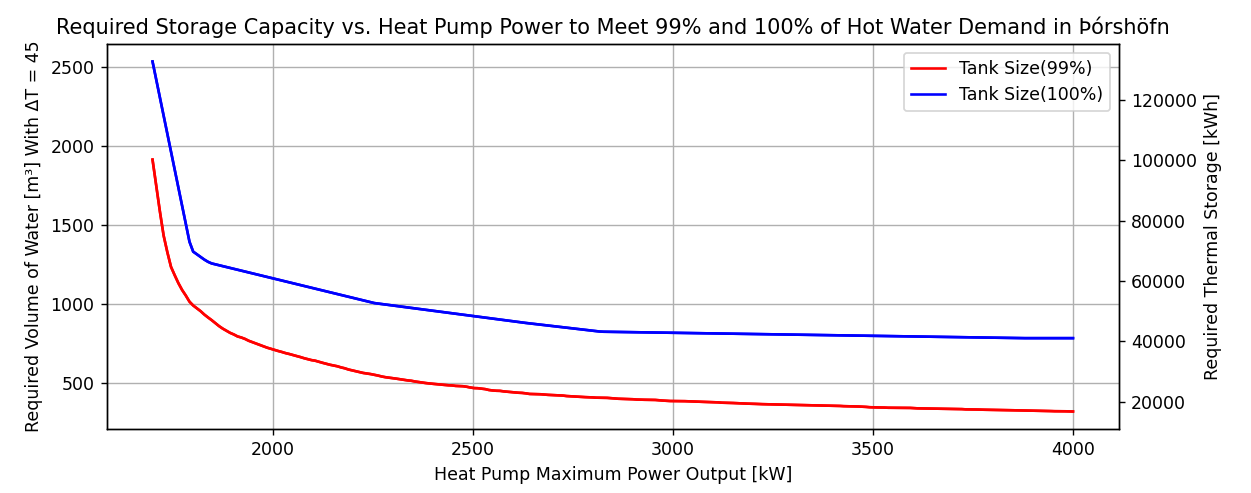 Required Storage Capacity vs. Heat Pump Power to Meet 99% and 100% of Hot Water Demand in Þórshöfn
Required Volume of Water [m³] With ΔT = 45
2500
2000
1500
1000
500
Tank Size(99%)
Tank Size(100%)
120000
100000
80000
60000
40000
20000
Required Thermal Storage [kWh]
2000
2500
3000
3500
4000
Heat Pump Maximum Power Output [kW]